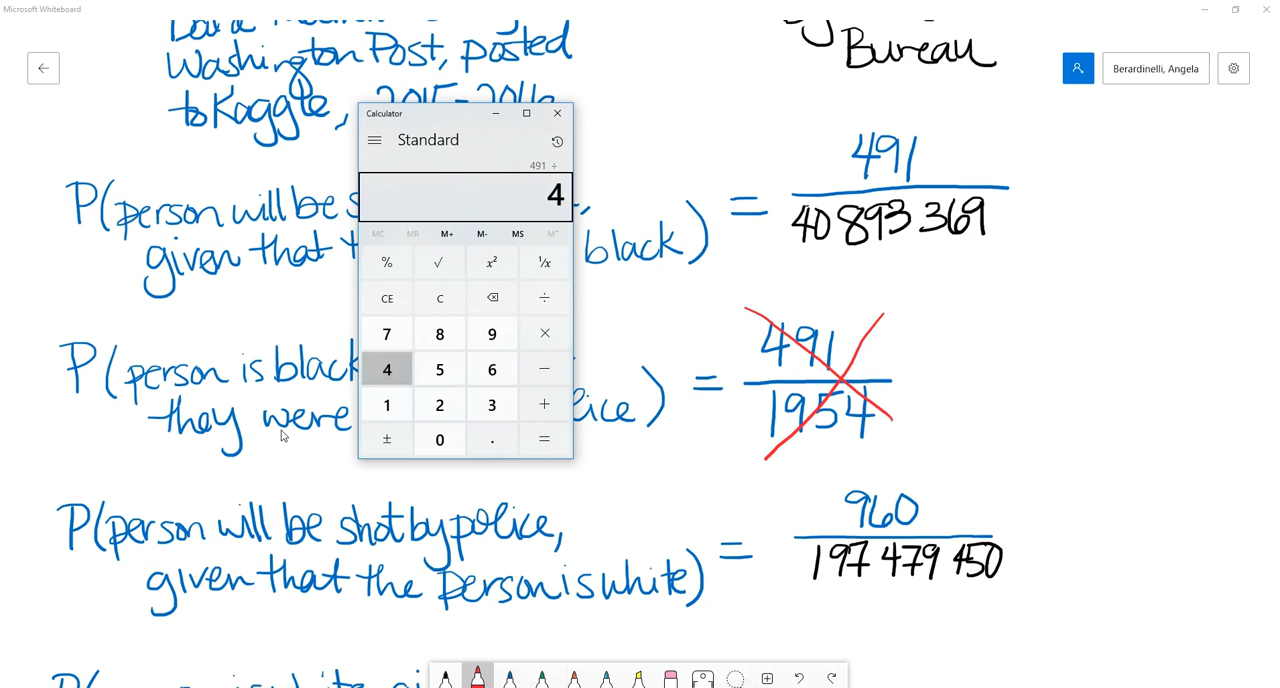 Microsoft Whiteboard
Bureau
Washington Post, posted
to Kaggle, 2015-2016
Berardinelli, Angela
Calculator
Standard
491 ÷
4
MC MR M+ M- MS M˅
% √ x² ¹/x
CE C ⌫ ÷
7 8 9 ×
4 5 6 −
1 2 3 +
± 0 . =
P(person will be s
given that t black) = 491
40 893 369
P(person is black
they were lice) = 491
1954
P(person will be shot by police,
given that the person is white) = 960
197 479 450